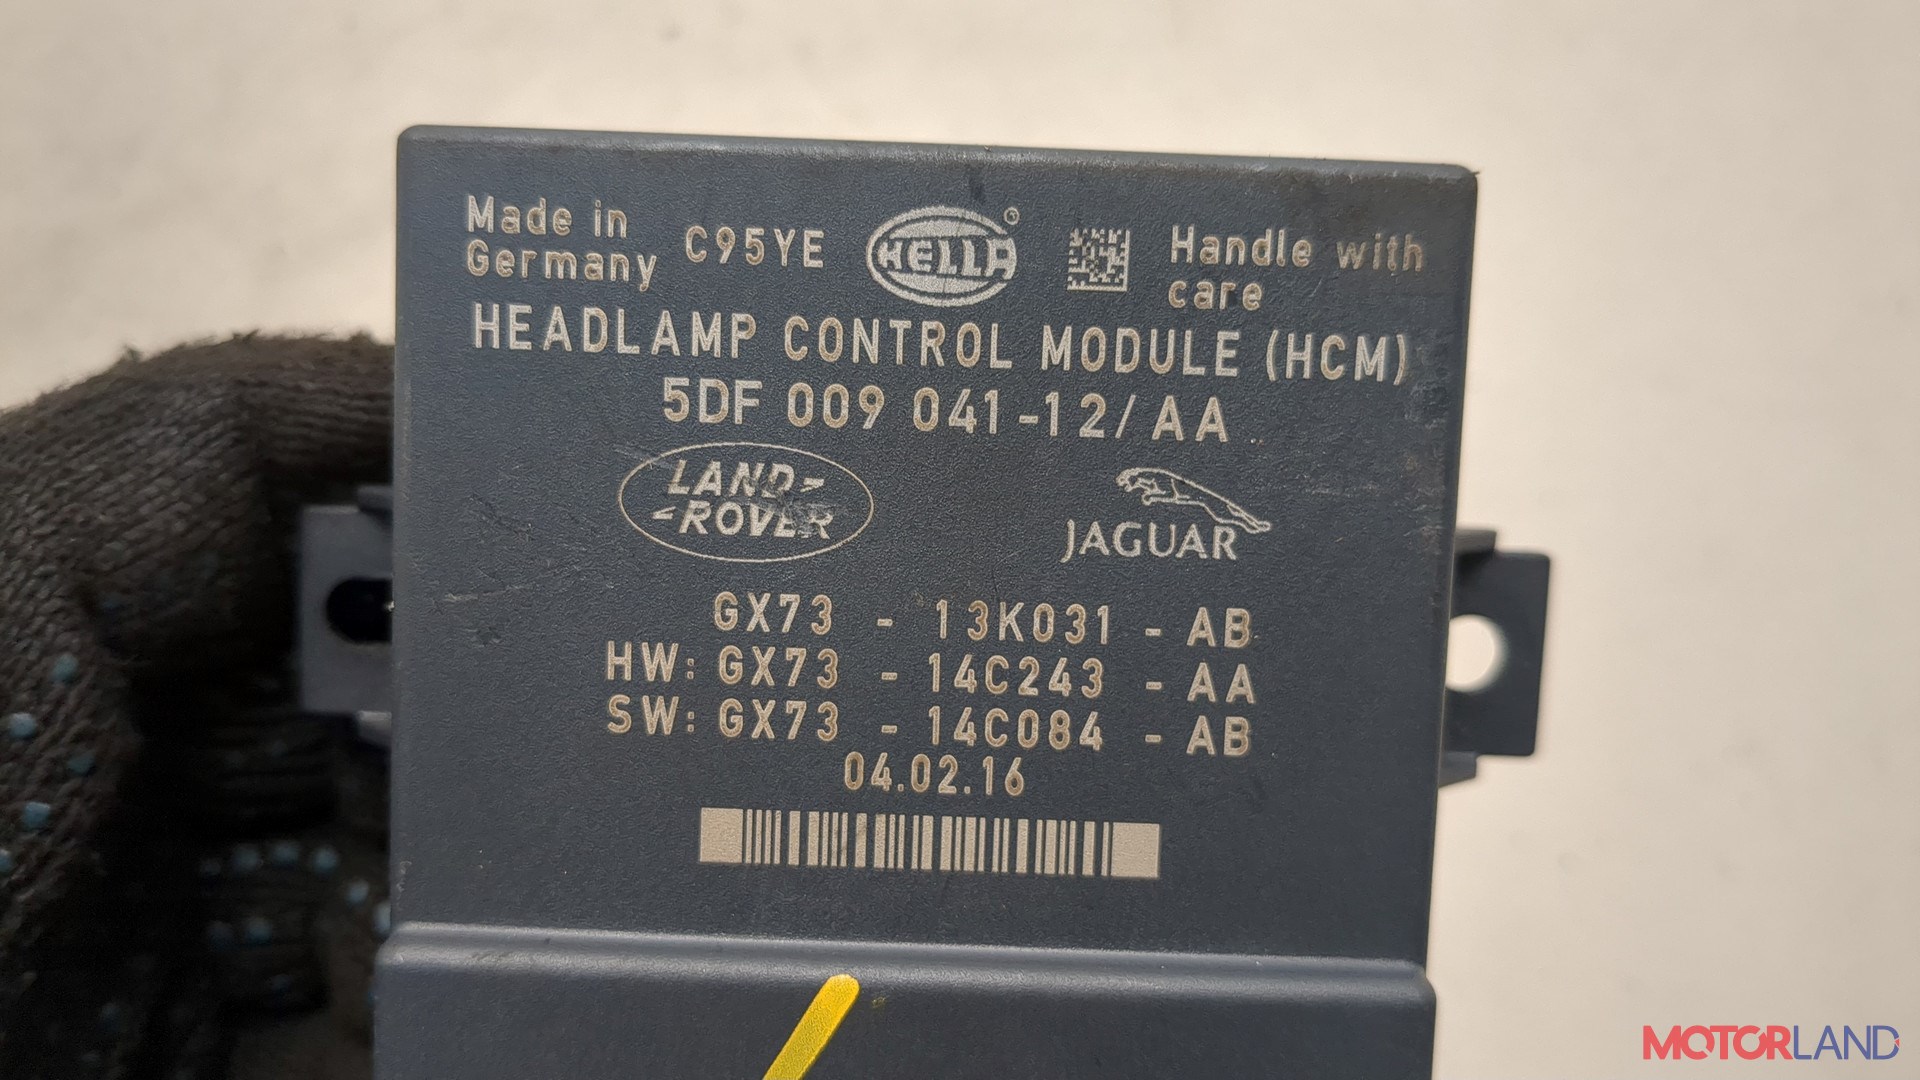 Made in
Germany
C95YE
HELLA
®
Handle with
care
HEADLAMP CONTROL MODULE (HCM)
5DF 009 041-12/AA
LAND-
-ROVER
JAGUAR
GX73 - 13K031 - AB
HW: GX73 - 14C243 - AA
SW: GX73 - 14C084 - AB
04.02.16
MOTORLAND